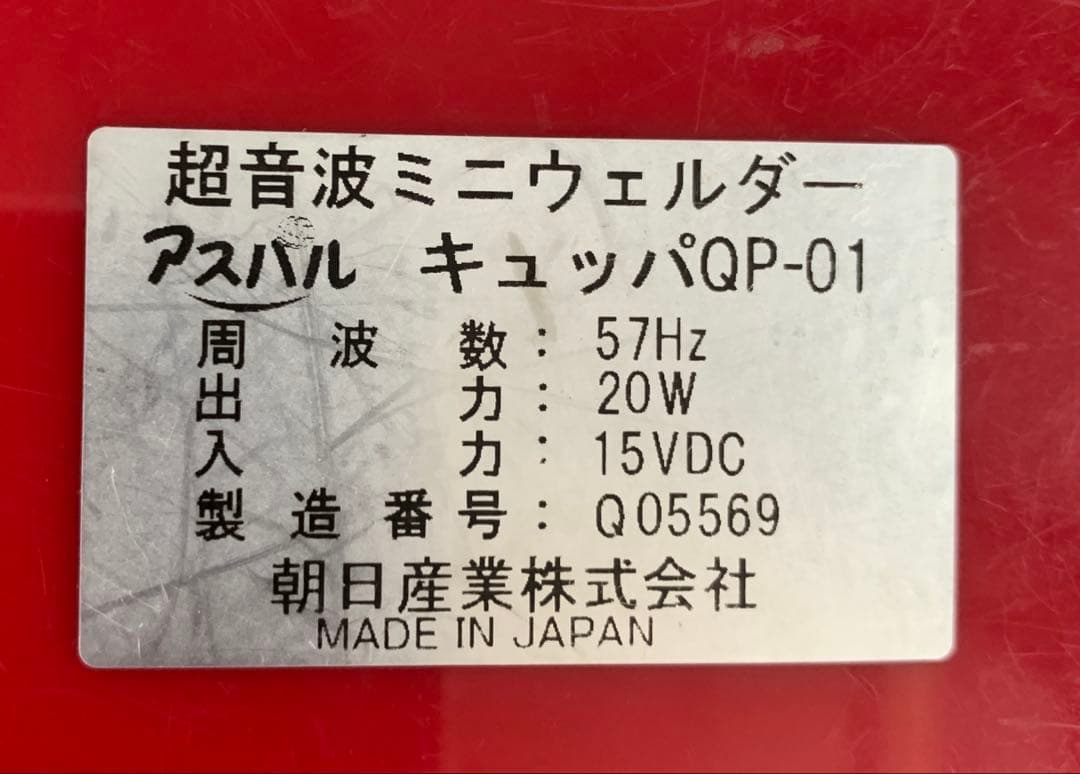 超音波ミニウェルダー
アスパル キュッパQP-01
周波数: 57Hz
出力: 20W
入力: 15VDC
製造番号: Q05569
朝日産業株式会社
MADE IN JAPAN